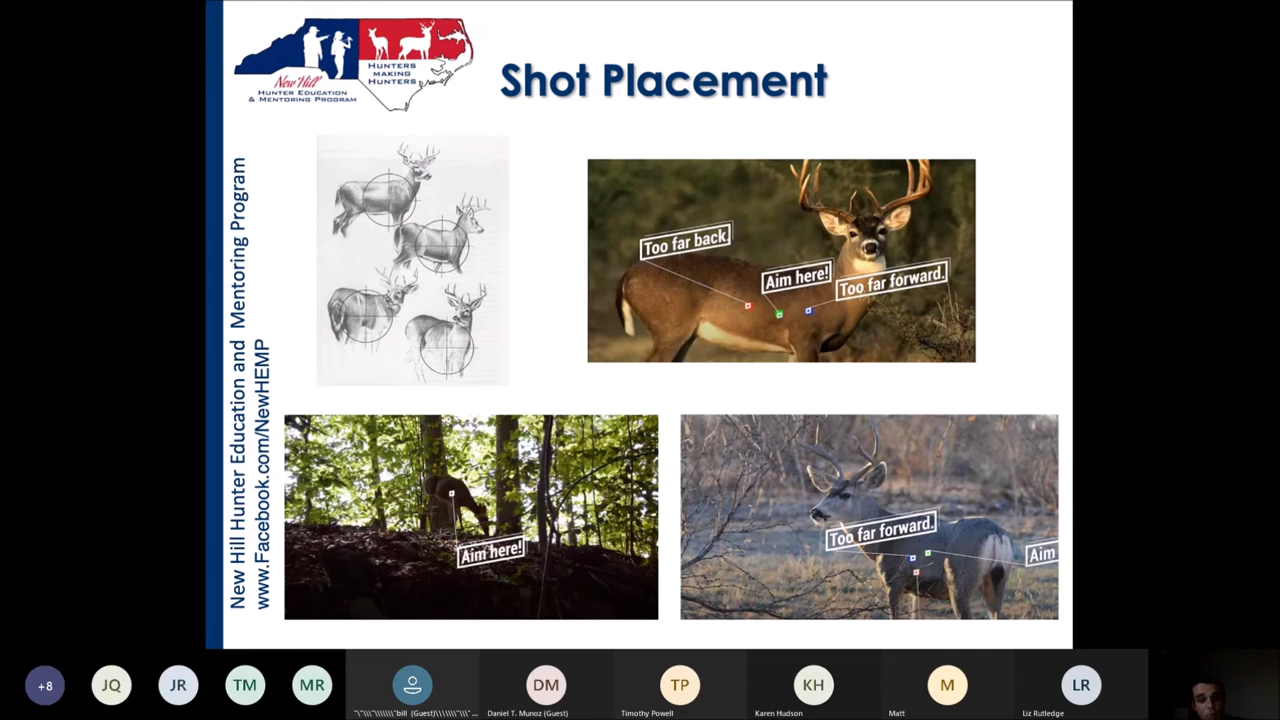 New Hill
HUNTER EDUCATION
& MENTORING PROGRAM
HUNTERS
MAKING
HUNTERS
Shot Placement
New Hill Hunter Education and Mentoring Program
www.Facebook.com/NewHEMP
Too far back.
Aim here!
Too far forward.
Aim here!
Too far forward.
Aim
+8
JQ
JR
TM
MR
DM
TP
KH
M
LR
"\"\\"\\\\\\\"bill (Guest)\\\\\\\"\\\" ...
Daniel T. Munoz (Guest)
Timothy Powell
Karen Hudson
Matt
Liz Rutledge